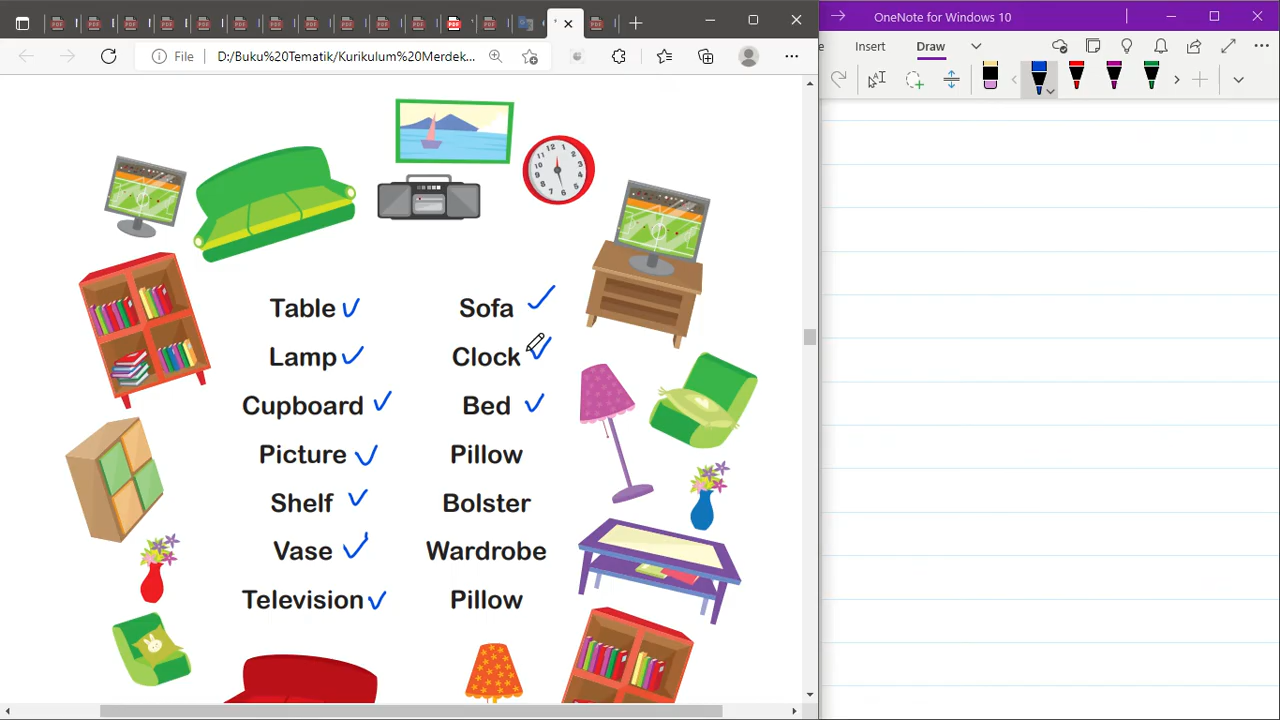 File D:/Buku%20Tematik/Kurikulum%20Merdek...
OneNote for Windows 10
Insert Draw
Table Sofa
Lamp Clock
Cupboard Bed
Picture Pillow
Shelf Bolster
Vase Wardrobe
Television Pillow